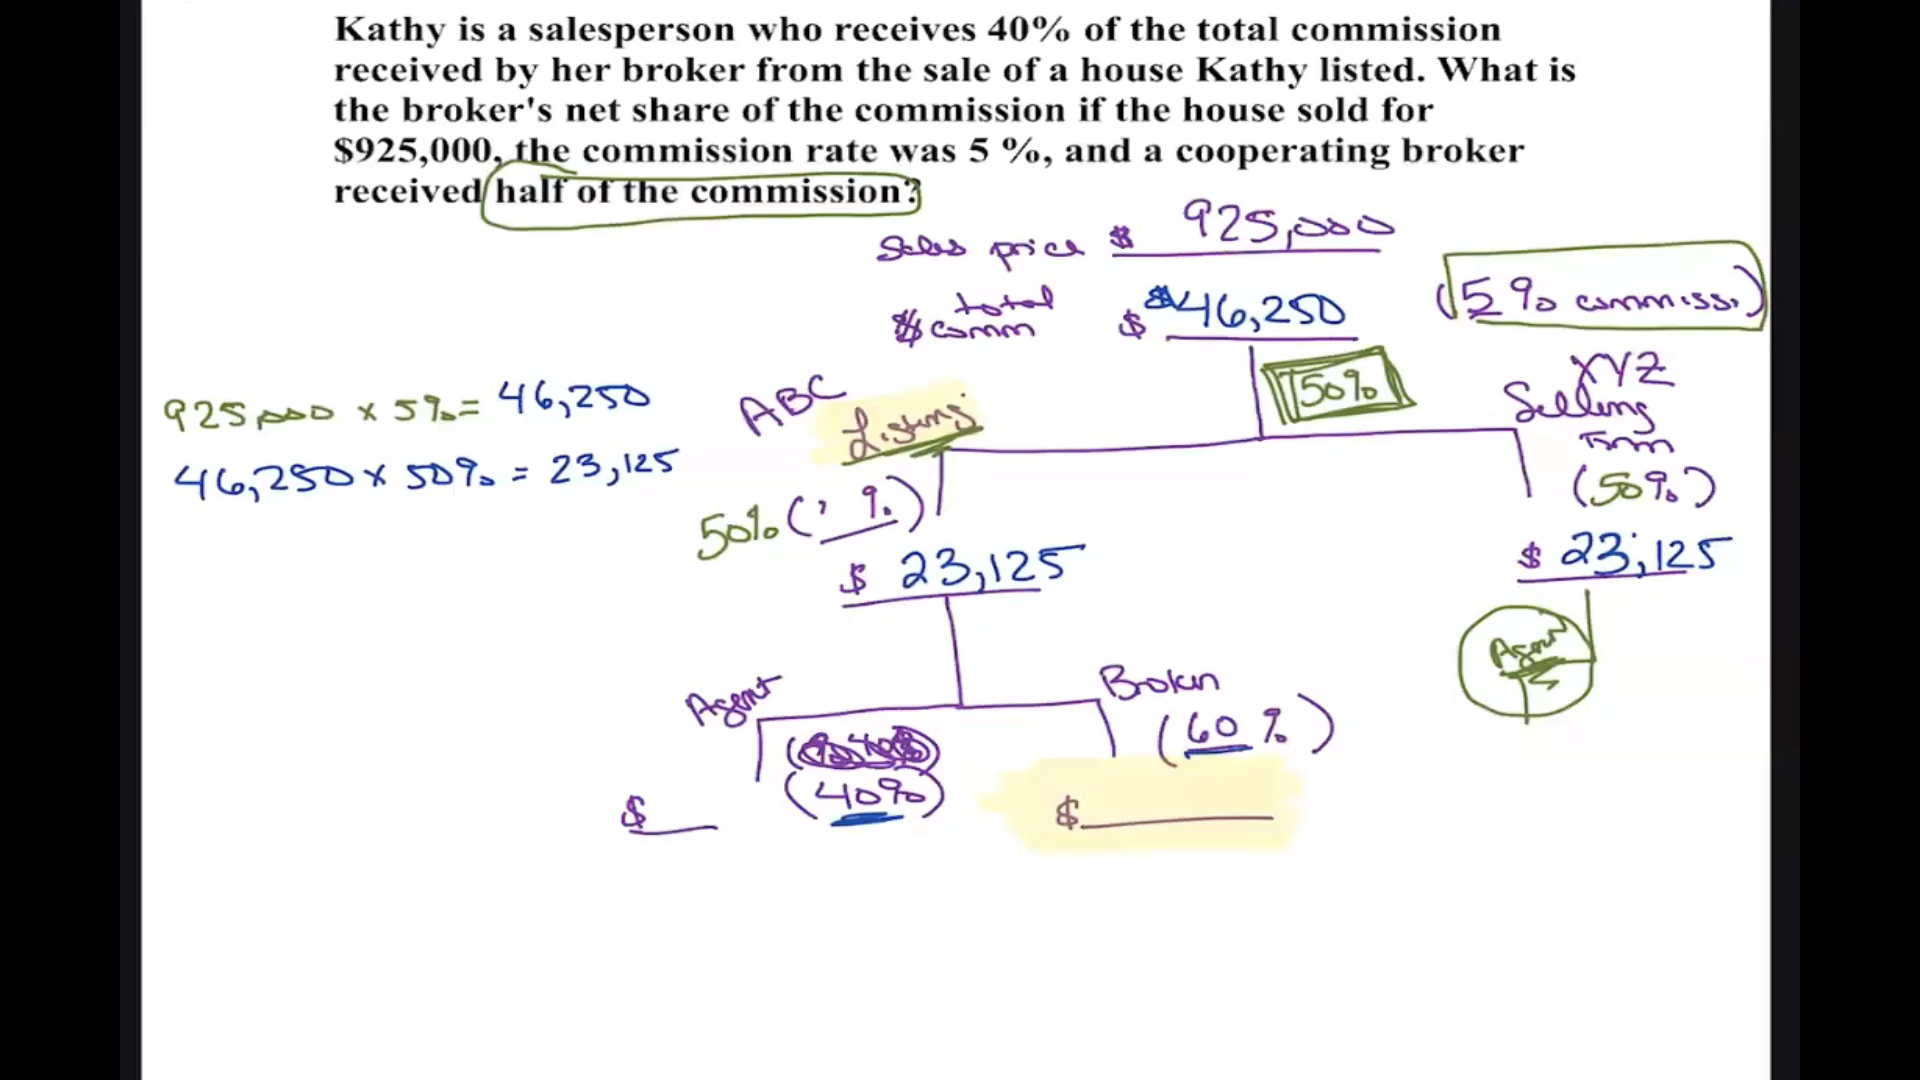 Kathy is a salesperson who receives 40% of the total commission
received by her broker from the sale of a house Kathy listed. What is
the broker's net share of the commission if the house sold for
$925,000, the commission rate was 5 %, and a cooperating broker
received half of the commission?
Sales price $ 925,000
$ total comm $ $46,250 (5% commiss.)
50%
XYZ
Selling
Firm
(50%)
$ 23,125
Agent
925,000 x 5% = 46,250
46,250 x 50% = 23,125
ABC
Listing
50% ( ? %)
$ 23,125
Agent
(40%)
$
Broker
(60%)
$